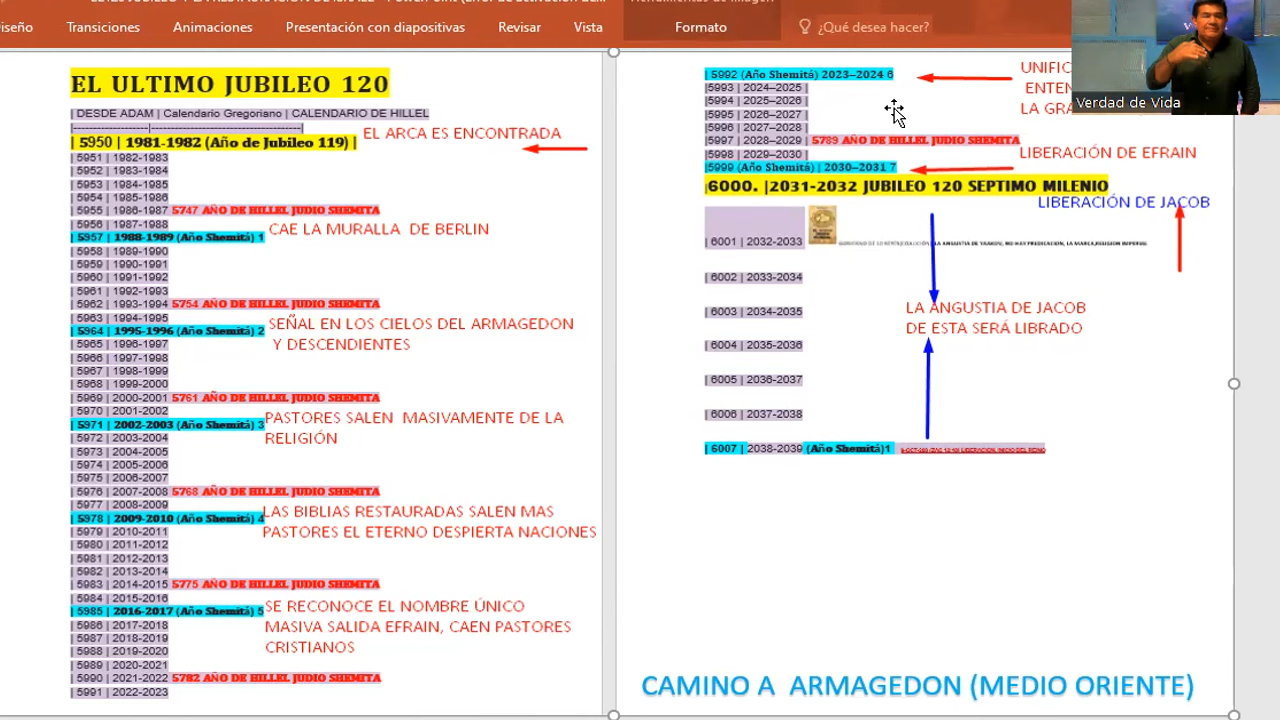 Diseño
Transiciones
Animaciones
Presentación con diapositivas
Revisar
Vista
Formato
¿Qué desea hacer?
EL ULTIMO JUBILEO 120
| DESDE ADAM | Calendario Gregoriano | CALENDARIO DE HILLEL
EL ARCA ES ENCONTRADA
| 5950 | 1981-1982 (Año de Jubileo 119) |
| 5951 | 1982-1983
| 5952 | 1983-1984
| 5953 | 1984-1985
| 5954 | 1985-1986
| 5955 | 1986-1987 5747 AÑO DE HILLEL JUDIO SHEMITA
| 5956 | 1987-1988
| 5957 | 1988-1989 (Año Shemitá) 1
CAE LA MURALLA DE BERLIN
| 5958 | 1989-1990
| 5959 | 1990-1991
| 5960 | 1991-1992
| 5961 | 1992-1993
| 5962 | 1993-1994 5754 AÑO DE HILLEL JUDIO SHEMITA
| 5963 | 1994-1995
| 5964 | 1995-1996 (Año Shemitá) 2
SEÑAL EN LOS CIELOS DEL ARMAGEDON
Y DESCENDIENTES
| 5965 | 1996-1997
| 5966 | 1997-1998
| 5967 | 1998-1999
| 5968 | 1999-2000
| 5969 | 2000-2001 5761 AÑO DE HILLEL JUDIO SHEMITA
| 5970 | 2001-2002
| 5971 | 2002-2003 (Año Shemitá) 3
PASTORES SALEN MASIVAMENTE DE LA
RELIGIÓN
| 5972 | 2003-2004
| 5973 | 2004-2005
| 5974 | 2005-2006
| 5975 | 2006-2007
| 5976 | 2007-2008 5768 AÑO DE HILLEL JUDIO SHEMITA
| 5977 | 2008-2009
| 5978 | 2009-2010 (Año Shemitá) 4
LAS BIBLIAS RESTAURADAS SALEN MAS
PASTORES EL ETERNO DESPIERTA NACIONES
| 5979 | 2010-2011
| 5980 | 2011-2012
| 5981 | 2012-2013
| 5982 | 2013-2014
| 5983 | 2014-2015 5775 AÑO DE HILLEL JUDIO SHEMITA
| 5984 | 2015-2016
| 5985 | 2016-2017 (Año Shemitá) 5
SE RECONOCE EL NOMBRE ÚNICO
MASIVA SALIDA EFRAIN, CAEN PASTORES
CRISTIANOS
| 5986 | 2017-2018
| 5987 | 2018-2019
| 5988 | 2019-2020
| 5989 | 2020-2021
| 5990 | 2021-2022 5782 AÑO DE HILLEL JUDIO SHEMITA
| 5991 | 2022-2023
| 5992 (Año Shemitá) 2023–2024 6
| 5993 | 2024–2025 |
| 5994 | 2025–2026 |
| 5995 | 2026–2027 |
| 5996 | 2027–2028 |
| 5997 | 2028–2029 | 5789 AÑO DE HILLEL JUDIO SHEMITA
| 5998 | 2029–2030 |
| 5999 (Año Shemitá) | 2030–2031 7
LA GRA
LIBERACIÓN DE EFRAIN
|6000. |2031-2032 JUBILEO 120 SEPTIMO MILENIO
LIBERACIÓN DE JACOB
| 6001 | 2032-2033
LA ANGUSTIA DE YAAKOV, NO HAY PREDICACION, LA MARCA,RELIGION IMPERIAL
| 6002 | 2033-2034
| 6003 | 2034-2035
LA ANGUSTIA DE JACOB
DE ESTA SERÁ LIBRADO
| 6004 | 2035-2036
| 6005 | 2036-2037
| 6006 | 2037-2038
| 6007 | 2038-2039 (Año Shemitá)1
CAMINO A ARMAGEDON (MEDIO ORIENTE)
Verdad de Vida